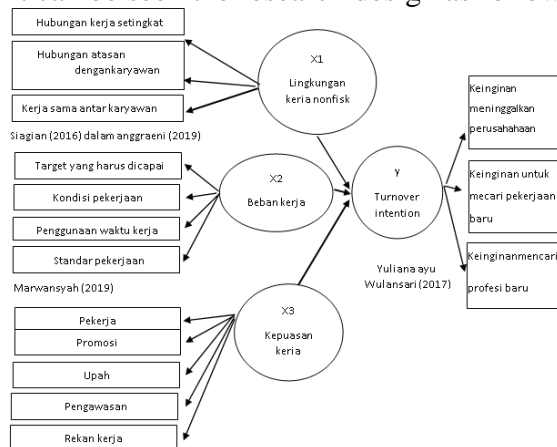 Hubungan kerja setingkat
Hubungan atasan
dengankaryawan
Kerja sama antar karyawan
Siagian (2016) dalam anggraeni (2019)
X1
Lingkungan
kerja nonfisk
Target yang harus dicapai
Kondisi pekerjaan
Penggunaan waktu kerja
Standar pekerjaan
Marwansyah (2019)
X2
Beban kerja
Pekerja
Promosi
Upah
Pengawasan
Rekan kerja
X3
Kepuasan
kerja
y
Turnover
intention
Yuliana ayu
Wulansari (2017)
Keinginan
meninggalkan
perusahahaan
Keinginan untuk
mecari pekerjaan
baru
Keinginanmencari
profesi baru